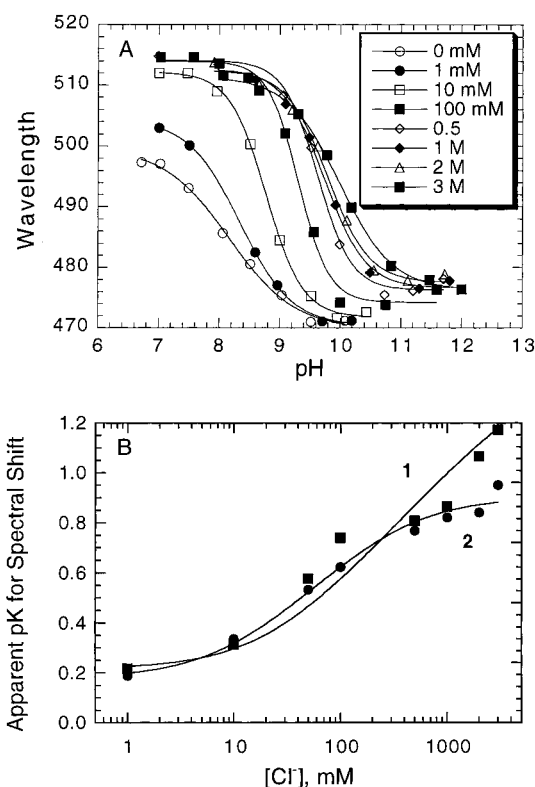 A
Wavelength
520
510
500
490
480
470
6 7 8 9 10 11 12 13
pH
0 mM
1 mM
10 mM
100 mM
0.5
1 M
2 M
3 M
B
Apparent pK for Spectral Shift
1.2
1.0
0.8
0.6
0.4
0.2
0.0
1
2
1 10 100 1000
[Cl⁻], mM